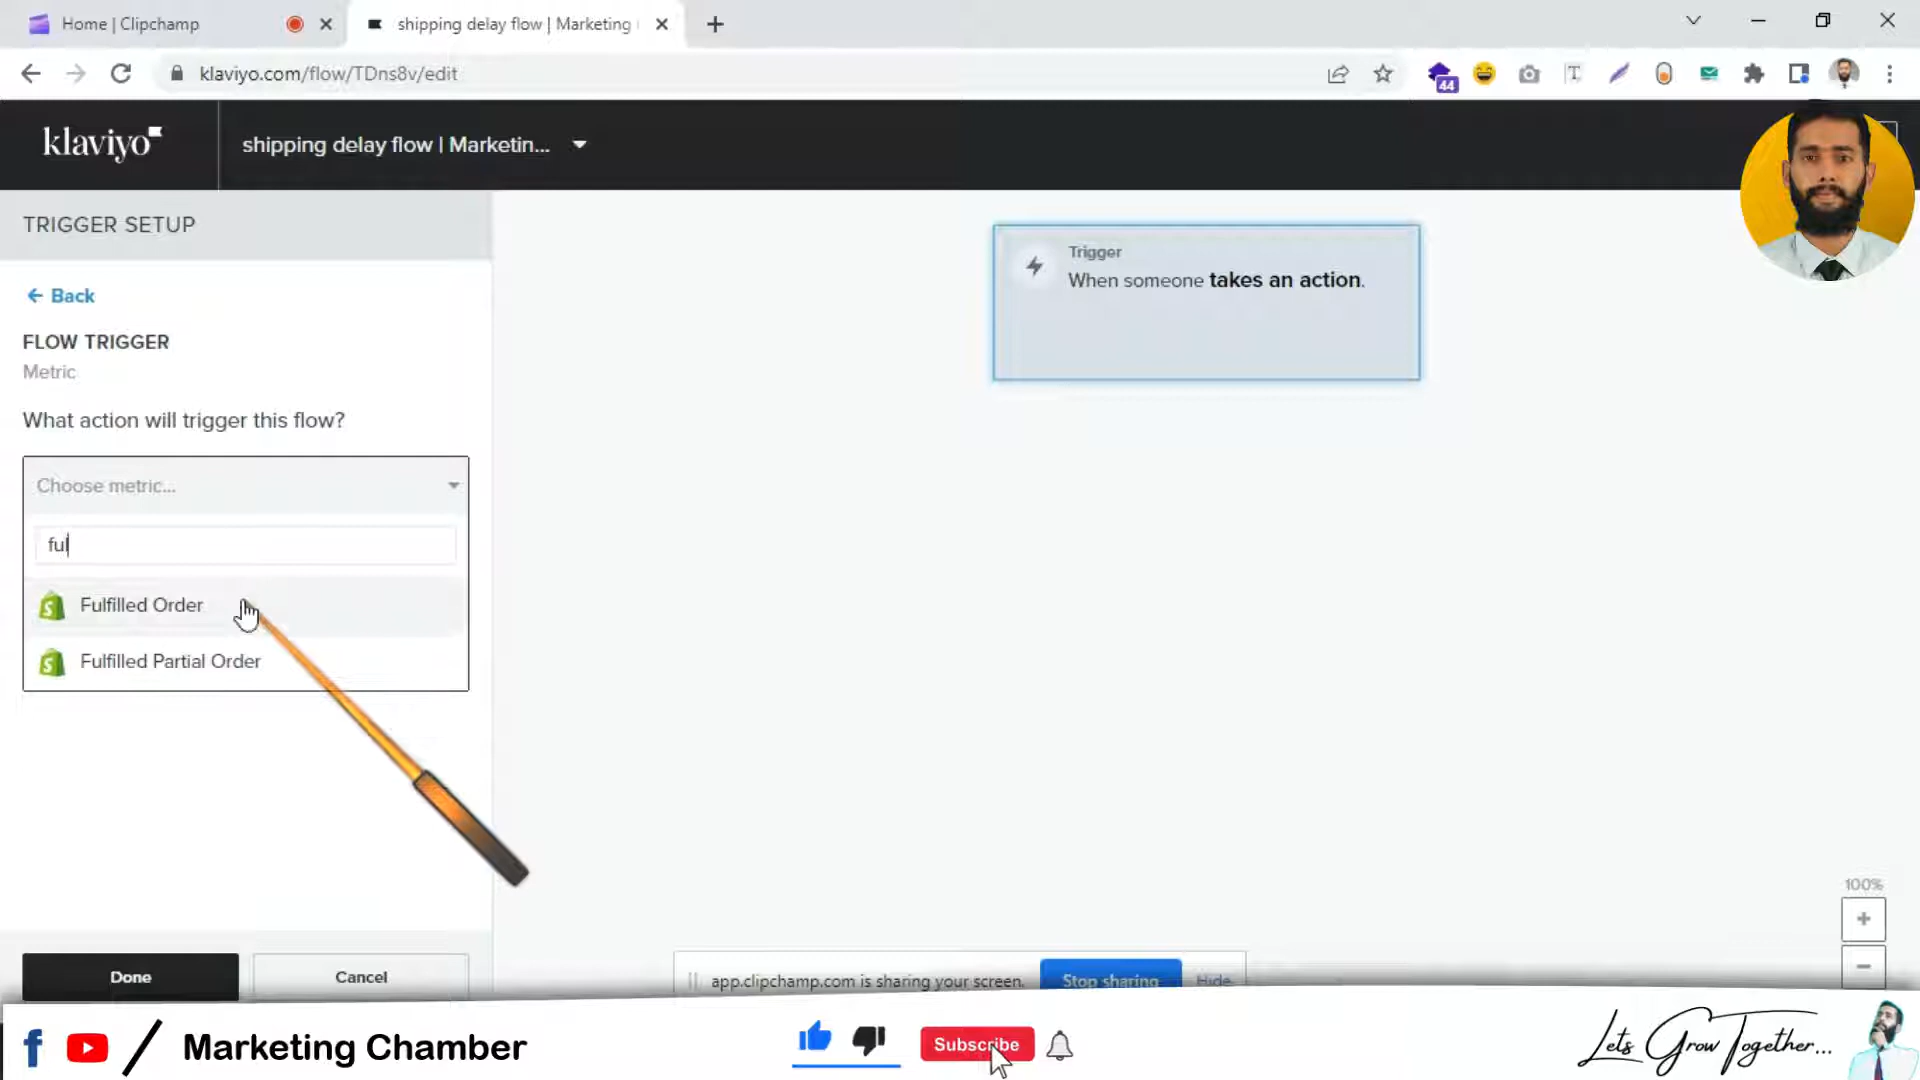 Home | Clipchamp
shipping delay flow | Marketing
klaviyo.com/flow/TDns8v/edit
44
klaviyo
shipping delay flow | Marketin...
TRIGGER SETUP
Back
FLOW TRIGGER
Metric
What action will trigger this flow?
Choose metric...
ful
Fulfilled Order
Fulfilled Partial Order
Trigger
When someone takes an action.
100%
Done
Cancel
app.clipchamp.com is sharing your screen.
Stop sharing
Hide
Marketing Chamber
Subscribe
Lets Grow Together...